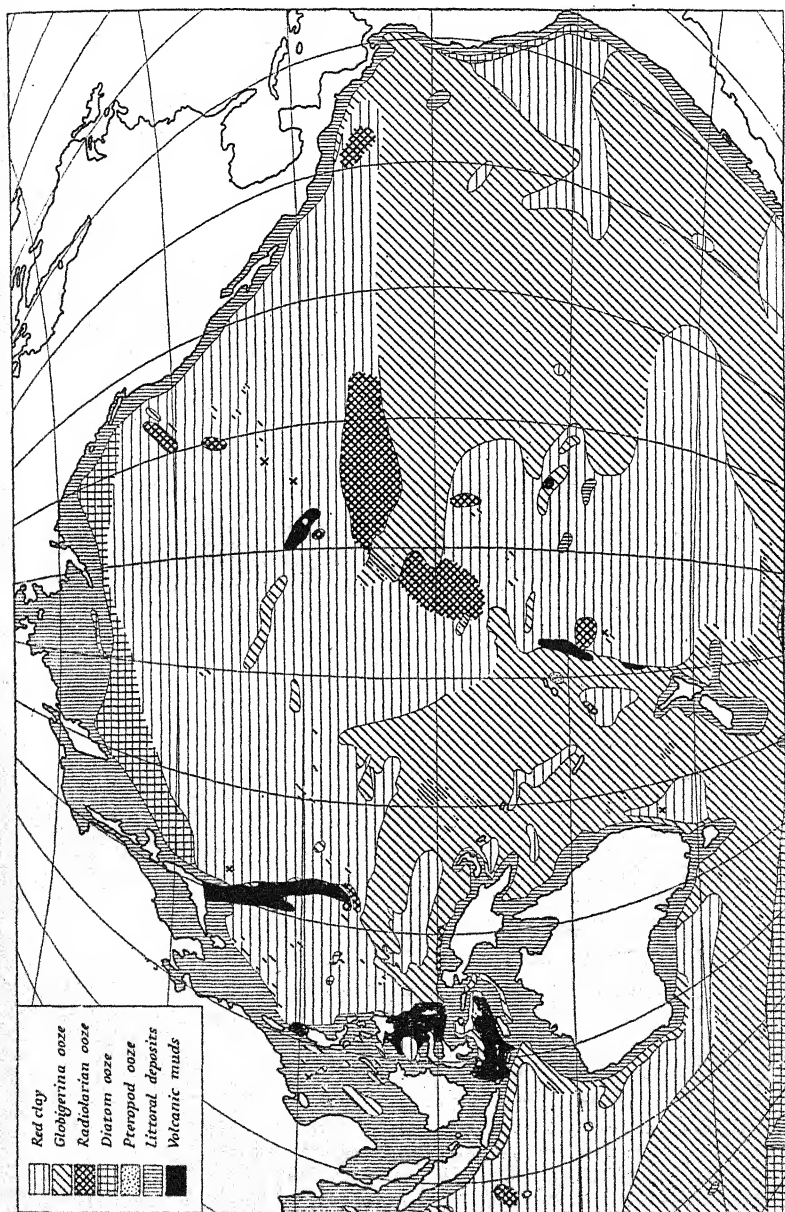 Red clay
Globigerina ooze
Radiolarian ooze
Diatom ooze
Pteropod ooze
Littoral deposits
Volcanic muds